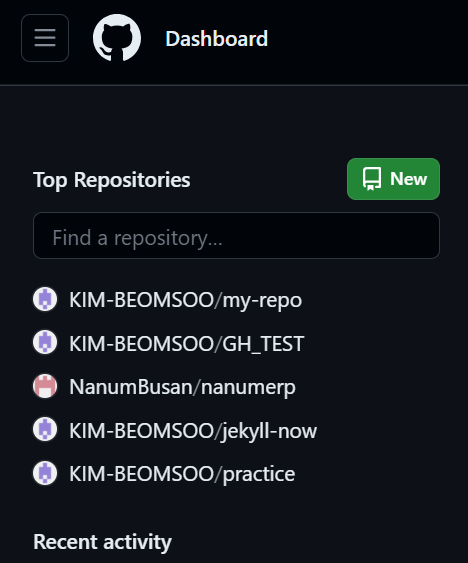 Dashboard
Top Repositories
New
Find a repository...
KIM-BEOMSOO/my-repo
KIM-BEOMSOO/GH_TEST
NanumBusan/nanumerp
KIM-BEOMSOO/jekyll-now
KIM-BEOMSOO/practice
Recent activity